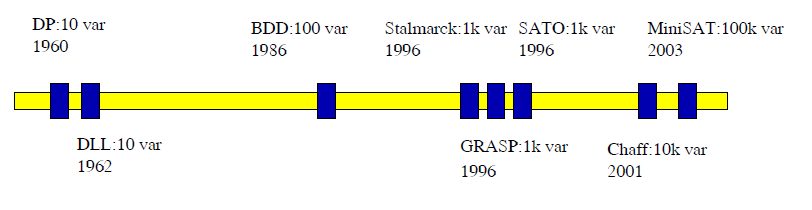 DP:10 var
1960
BDD:100 var
1986
Stalmarck:1k var
1996
SATO:1k var
1996
MiniSAT:100k var
2003
DLL:10 var
1962
GRASP:1k var
1996
Chaff:10k var
2001